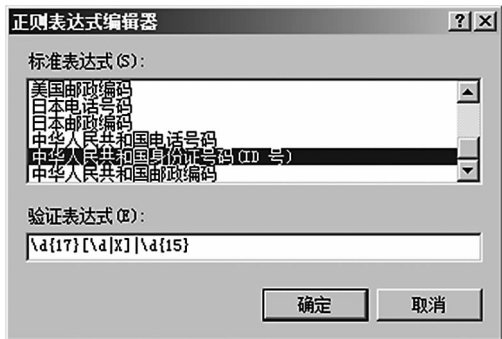 正则表达式编辑器
标准表达式(S):
美国邮政编码
日本电话号码
日本邮政编码
中华人民共和国电话号码
中华人民共和国身份证号码(ID 号)
中华人民共和国邮政编码
验证表达式(E):
\d{17}[\d|X]|\d{15}
确定
取消